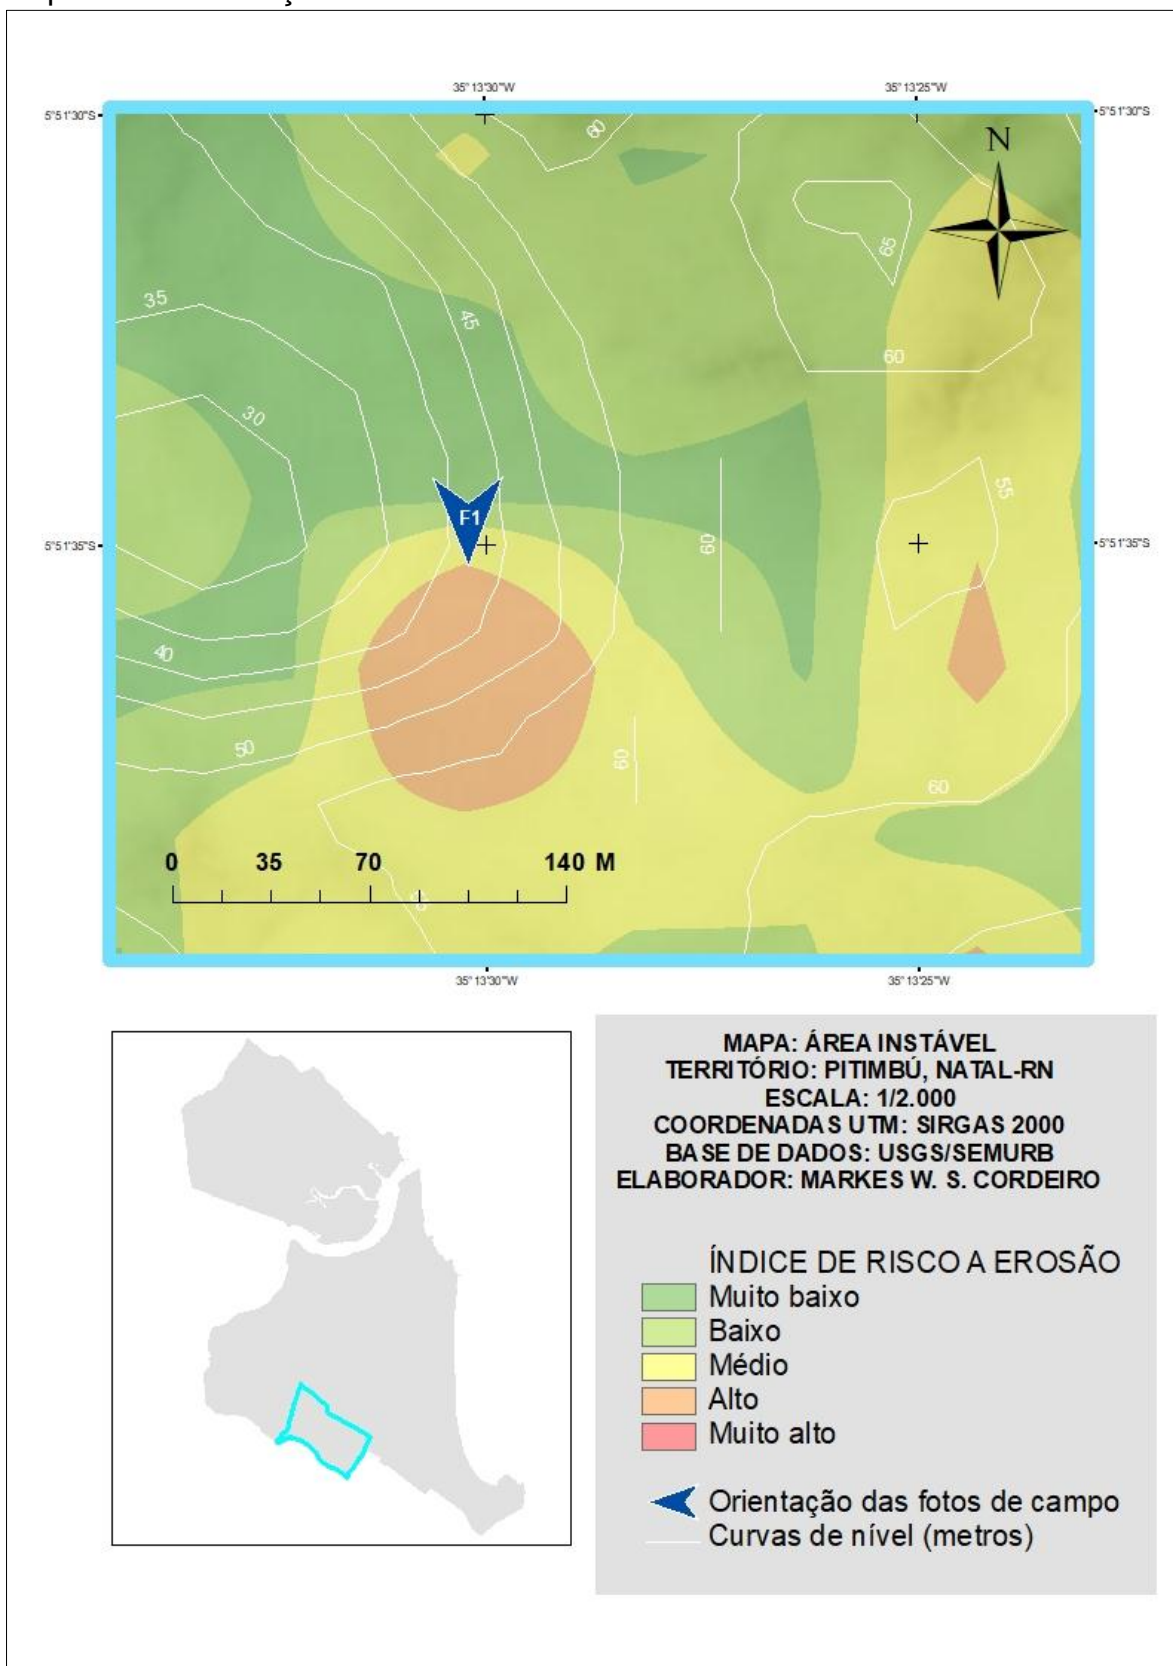 35° 13'30"W
35° 13'25"W
5°51'30"S
5°51'30"S
N
60
65
35
45
60
30
55
F1
60
5°51'35"S
5°51'35"S
40
50
60
60
0 35 70 140 M
35° 13'30"W
35° 13'25"W
MAPA: ÁREA INSTÁVEL
TERRITÓRIO: PITIMBÚ, NATAL-RN
ESCALA: 1/2.000
COORDENADAS UTM: SIRGAS 2000
BASE DE DADOS: USGS/SEMURB
ELABORADOR: MARKES W. S. CORDEIRO
ÍNDICE DE RISCO A EROSÃO
Muito baixo
Baixo
Médio
Alto
Muito alto
Orientação das fotos de campo
Curvas de nível (metros)